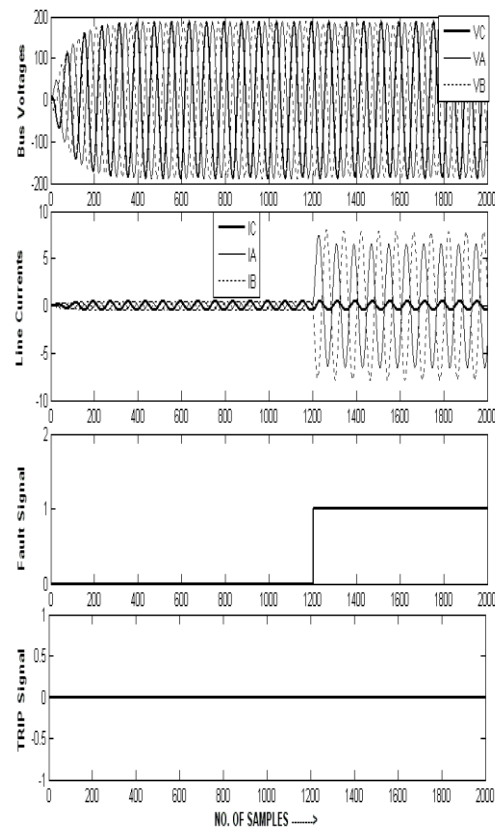 Bus Voltages
200
100
0
-100
-200
VC
VA
VB
0 200 400 600 800 1000 1200 1400 1600 1800 2000
Line Currents
10
5
0
-5
-10
IC
IA
IB
0 200 400 600 800 1000 1200 1400 1600 1800 2000
Fault Signal
2
1
0
0 200 400 600 800 1000 1200 1400 1600 1800 2000
TRIP Signal
1
0.5
0
-0.5
-1
0 200 400 600 800 1000 1200 1400 1600 1800 2000
NO. OF SAMPLES ------->